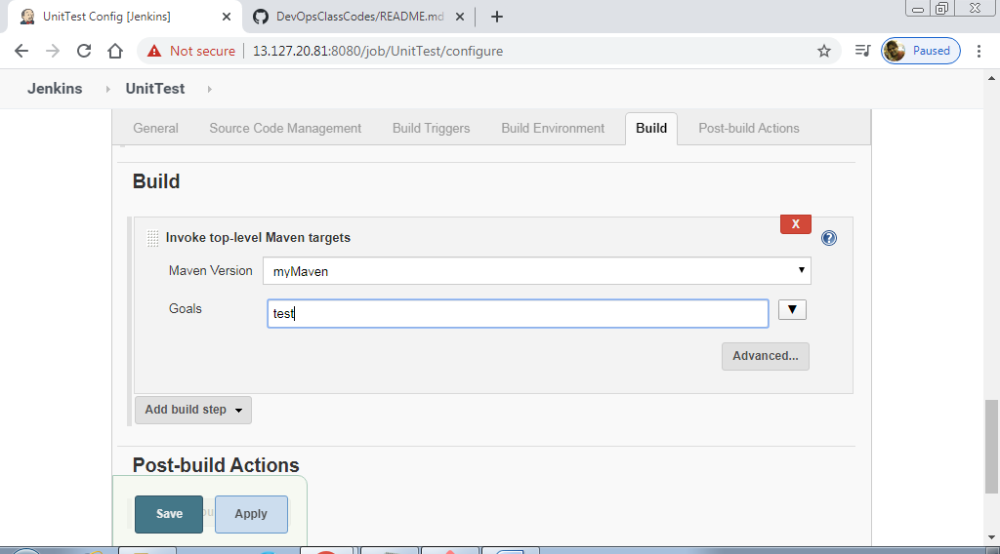 UnitTest Config [Jenkins]
DevOpsClassCodes/README.md
Not secure 13.127.20.81:8080/job/UnitTest/configure
Paused
Jenkins
UnitTest
General
Source Code Management
Build Triggers
Build Environment
Build
Post-build Actions
Build
X
Invoke top-level Maven targets
?
Maven Version
myMaven
Goals
test
Advanced...
Add build step
Post-build Actions
Save
Apply